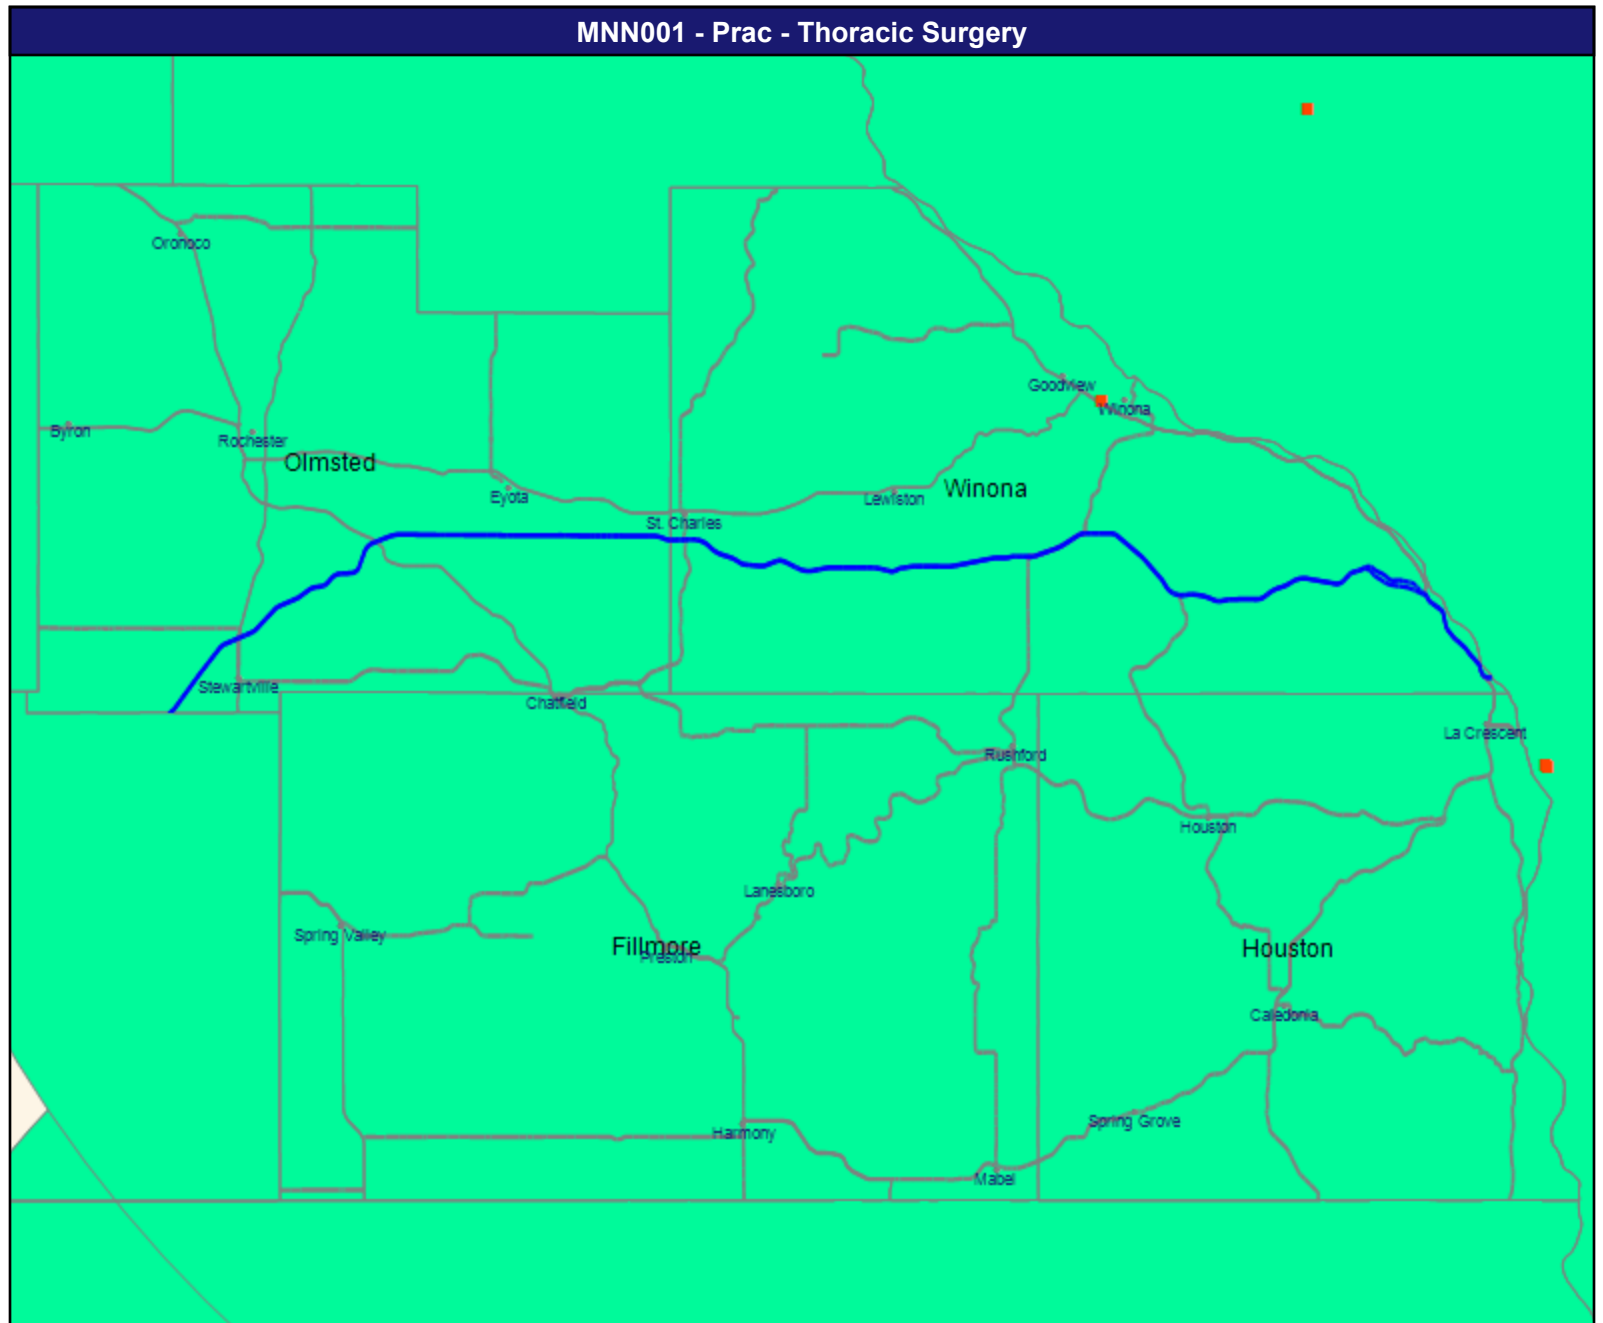 MNN001 - Prac - Thoracic Surgery
Oronoco
Goodview
Winona
Byron
Rochester
Olmsted
Eyota
Lewiston
Winona
St. Charles
Stewartville
Chatfield
La Crescent
Rushford
Houston
Lanesboro
Spring Valley
Fillmore
Preston
Houston
Caledonia
Spring Grove
Harmony
Mabel